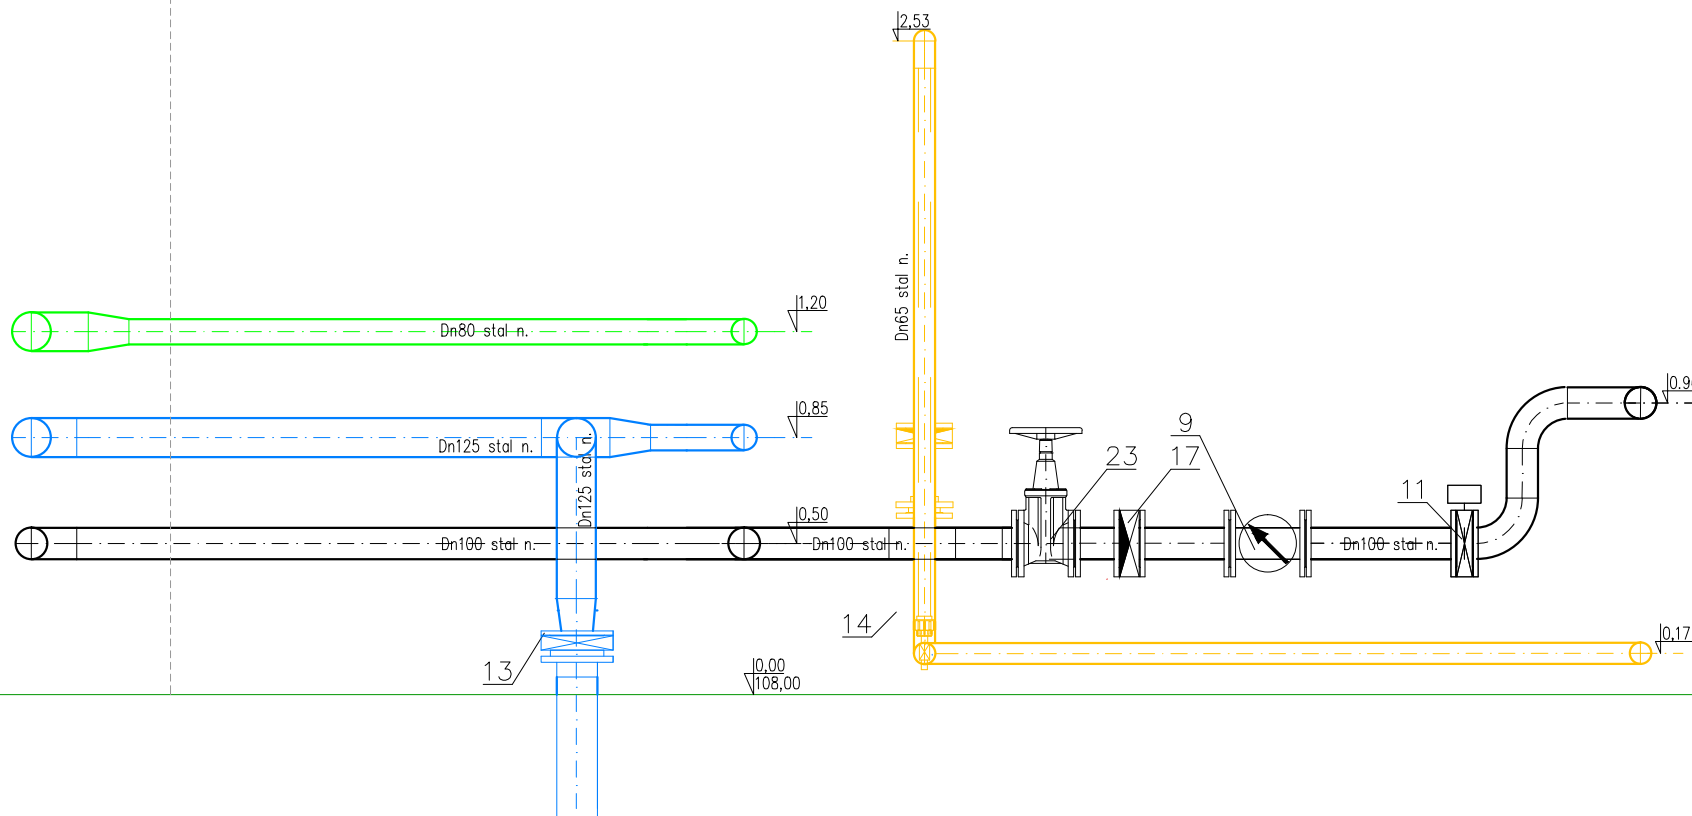 2,53
Dn65 stal n.
1,20
Dn80 stal n.
0,85
Dn125 stal n.
Dn125 stal n.
9
23
17
11
0,50
Dn100 stal n.
Dn100 stal n.
Dn100 stal n.
14
13
0,17
0,00
108,00